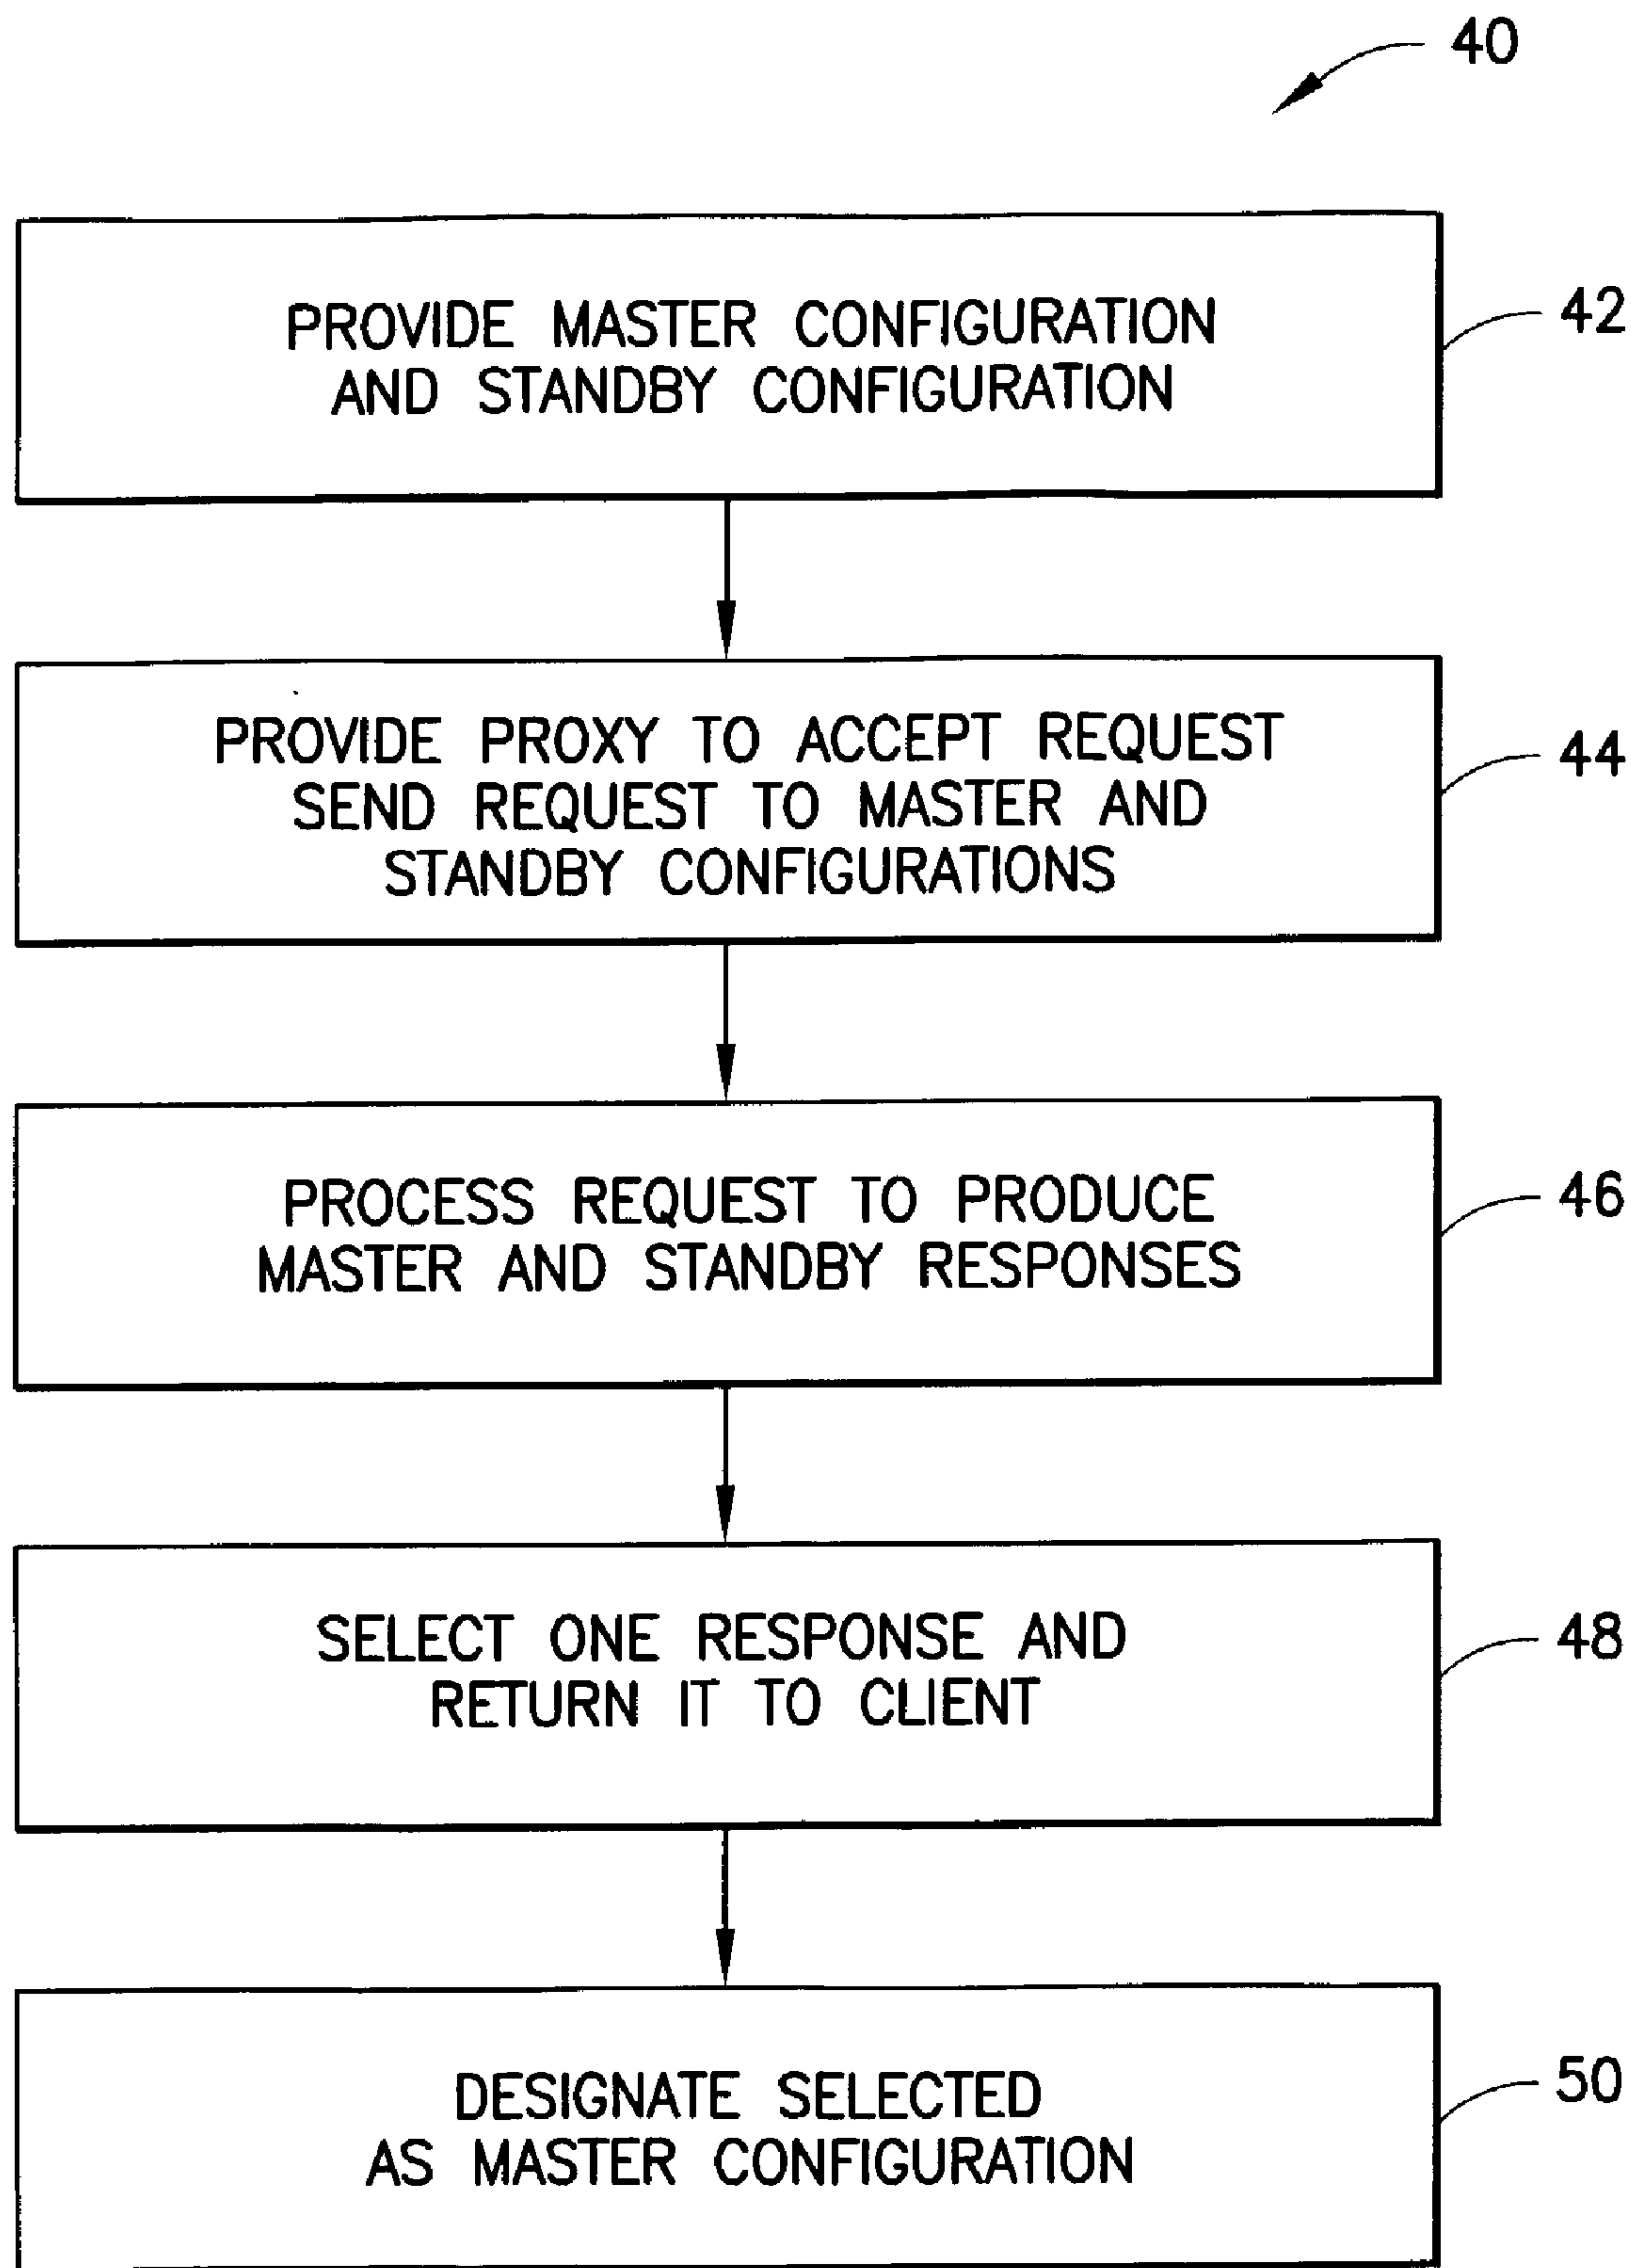 40
PROVIDE MASTER CONFIGURATION
AND STANDBY CONFIGURATION
42
PROVIDE PROXY TO ACCEPT REQUEST
SEND REQUEST TO MASTER AND
STANDBY CONFIGURATIONS
44
PROCESS REQUEST TO PRODUCE
MASTER AND STANDBY RESPONSES
46
SELECT ONE RESPONSE AND
RETURN IT TO CLIENT
48
DESIGNATE SELECTED
AS MASTER CONFIGURATION
50